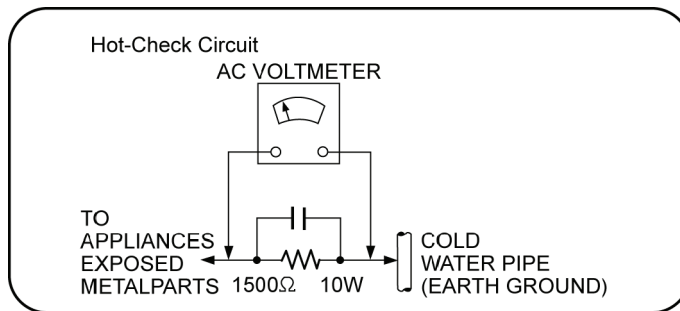 Hot-Check Circuit
AC VOLTMETER
TO
APPLIANCES
EXPOSED
METALPARTS
1500Ω 10W
COLD
WATER PIPE
(EARTH GROUND)